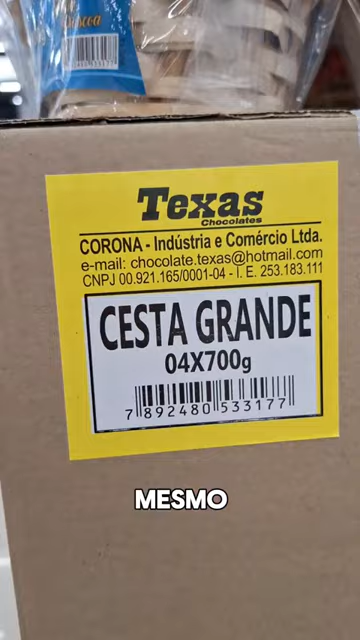 Páscoa
Texas
Chocolates
CORONA - Indústria e Comércio Ltda.
e-mail: chocolate.texas@hotmail.com
CNPJ 00.921.165/0001-04 - I. E. 253.183.111
CESTA GRANDE
04X700g
7 892480 533177
MESMO